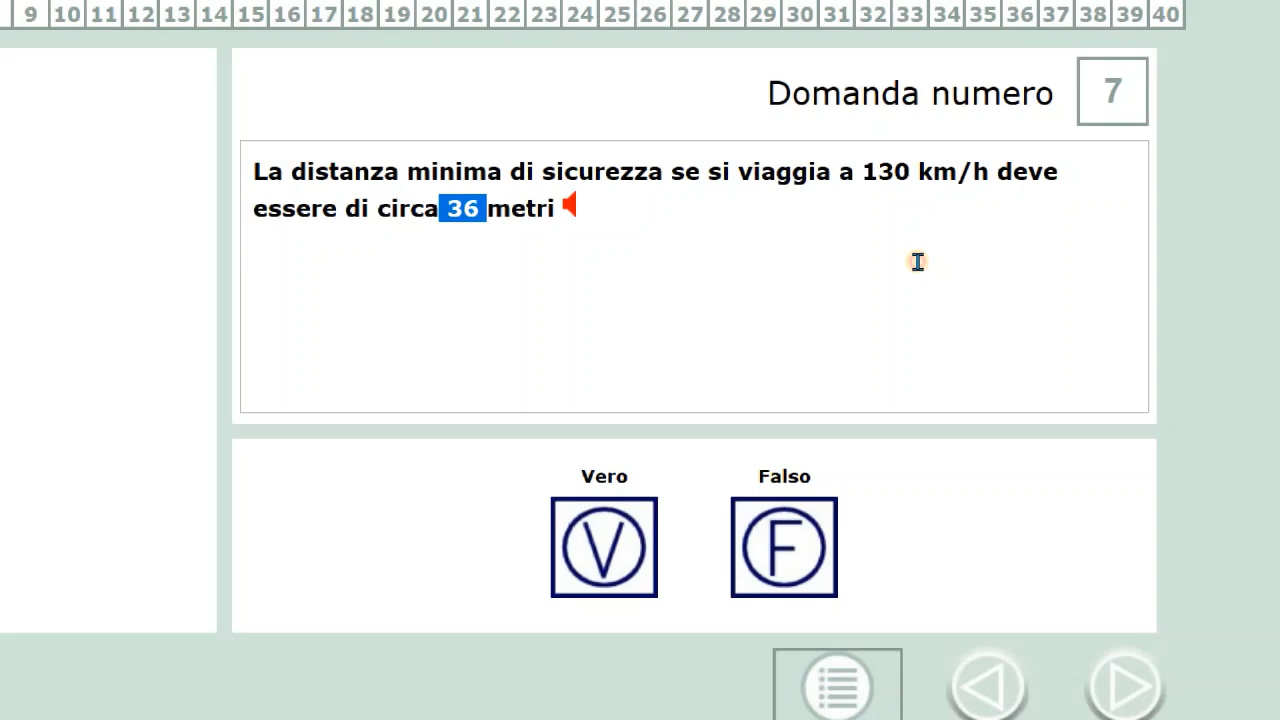 9 10 11 12 13 14 15 16 17 18 19 20 21 22 23 24 25 26 27 28 29 30 31 32 33 34 35 36 37 38 39 40
Domanda numero 7
La distanza minima di sicurezza se si viaggia a 130 km/h deve
essere di circa 36 metri
Vero Falso
V F